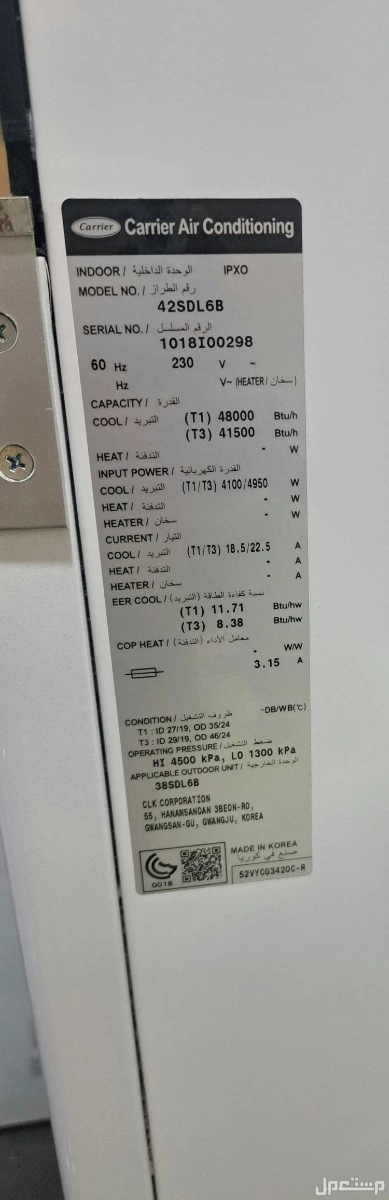 Carrier Carrier Air Conditioning
INDOOR / الوحدة الداخلية IPXO
MODEL NO. / رقم الطراز
42SDL6B
SERIAL NO. / الرقم المسلسل
1018I00298
60 Hz 230 V ~
Hz V~ (HEATER / سخان)
CAPACITY / القدرة
COOL / التبريد (T1) 48000 Btu/h
(T3) 41500 Btu/h
HEAT / التدفئة - W
INPUT POWER / القدرة الكهربائية
COOL / التبريد (T1/T3) 4100/4950 W
HEAT / التدفئة - W
HEATER / سخان - W
CURRENT / التيار
COOL / التبريد (T1/T3) 18.5/22.5 A
HEAT / التدفئة - A
HEATER / سخان - A
EER COOL / نسبة كفاءة الطاقة (التبريد)
(T1) 11.71 Btu/hw
(T3) 8.38 Btu/hw
COP HEAT / معامل الأداء (التدفئة) - W/W
3.15 A
CONDITION / ظروف التشغيل -DB/WB(℃)
T1 : ID 27/19, OD 35/24
T3 : ID 29/19, OD 46/24
OPERATING PRESSURE / ضغط التشغيل
HI 4500 kPa, LO 1300 kPa
APPLICABLE OUTDOOR UNIT / الوحدة الخارجية
38SDL6B
CLK CORPORATION
55, HANAMSANDAN 3BEON-RO,
GWANGSAN-GU, GWANGJU, KOREA
MADE IN KOREA
صنع في كوريا
0018
52VYCG3420C-R
مستعمل